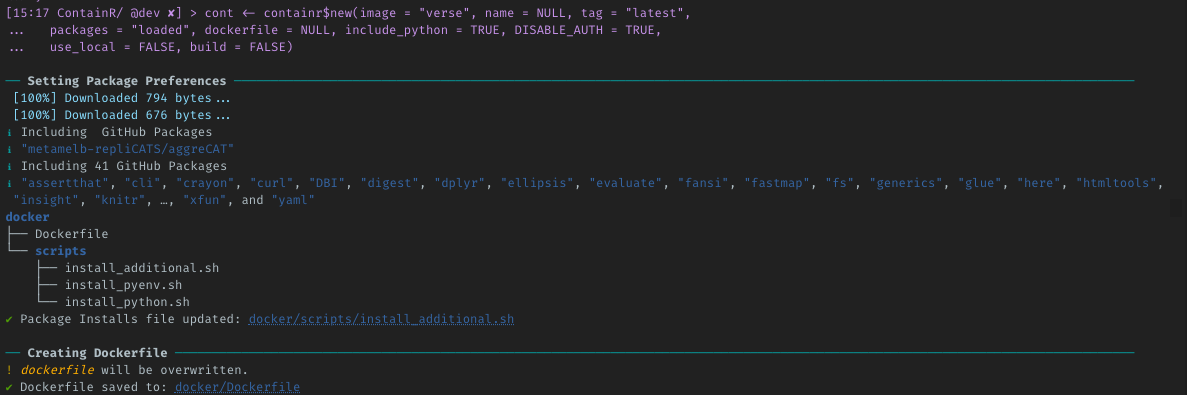 [15:17 ContainR/ @dev ✘] > cont <- containr$new(image = "verse", name = NULL, tag = "latest",
...    packages = "loaded", dockerfile = NULL, include_python = TRUE, DISABLE_AUTH = TRUE,
...    use_local = FALSE, build = FALSE)
── Setting Package Preferences ──
[100%] Downloaded 794 bytes...
[100%] Downloaded 676 bytes...
ℹ Including  GitHub Packages
ℹ "metamelb-repliCATS/aggreCAT"
ℹ Including 41 GitHub Packages
ℹ "assertthat", "cli", "crayon", "curl", "DBI", "digest", "dplyr", "ellipsis", "evaluate", "fansi", "fastmap", "fs", "generics", "glue", "here", "htmltools",
"insight", "knitr", …, "xfun", and "yaml"
docker
├── Dockerfile
└── scripts
    ├── install_additional.sh
    ├── install_pyenv.sh
    └── install_python.sh
✔ Package Installs file updated: docker/scripts/install_additional.sh
── Creating Dockerfile ──
! dockerfile will be overwritten.
✔ Dockerfile saved to: docker/Dockerfile